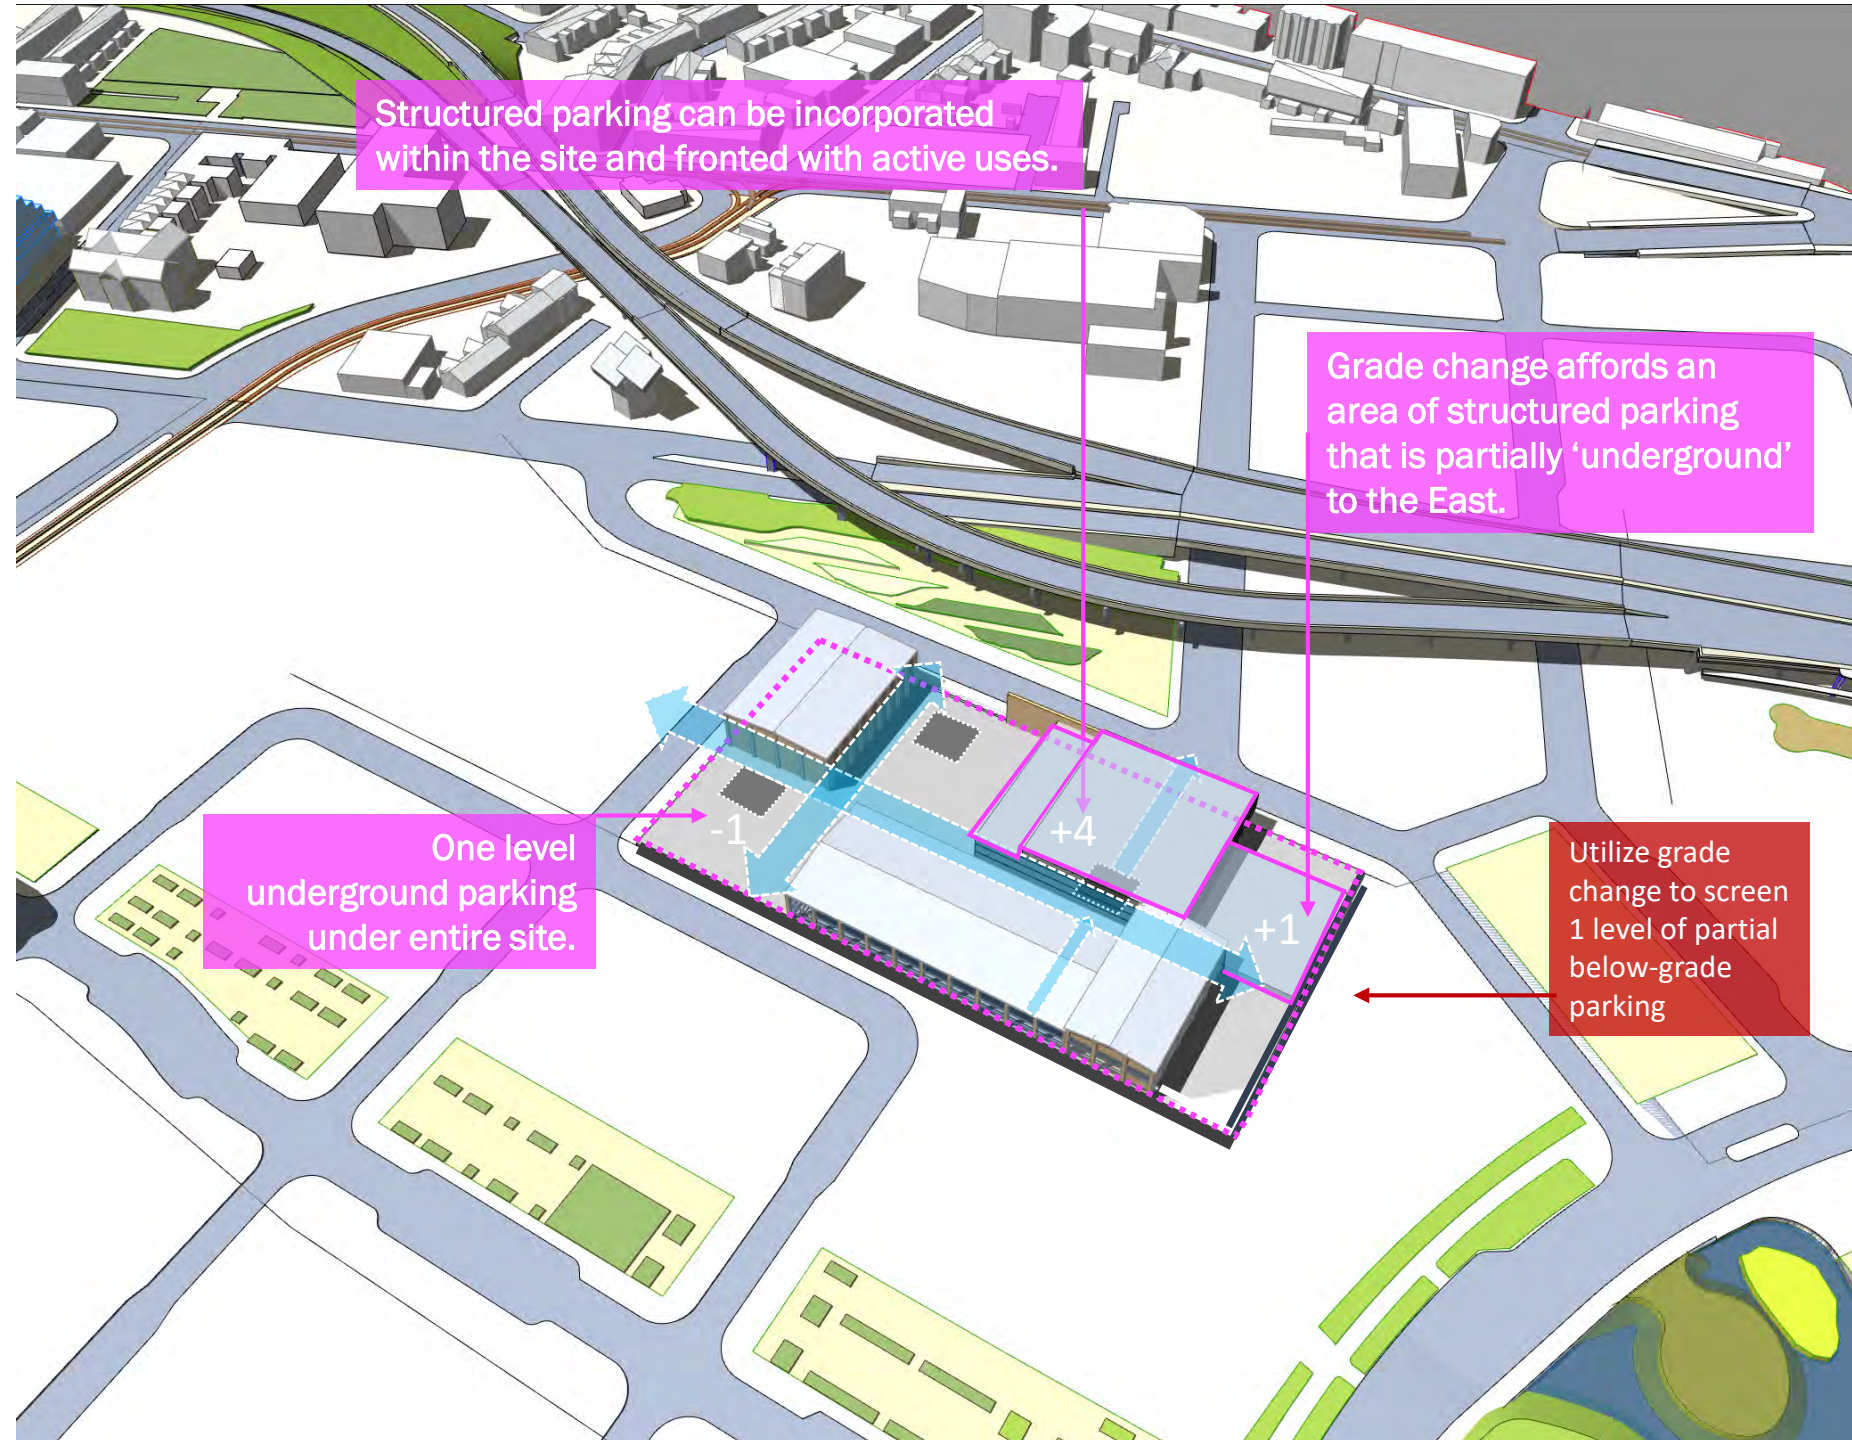 Structured parking can be incorporated
within the site and fronted with active uses.
Grade change affords an
area of structured parking
that is partially ‘underground’
to the East.
One level
underground parking
under entire site.
-1
+4
+1
Utilize grade
change to screen
1 level of partial
below-grade
parking